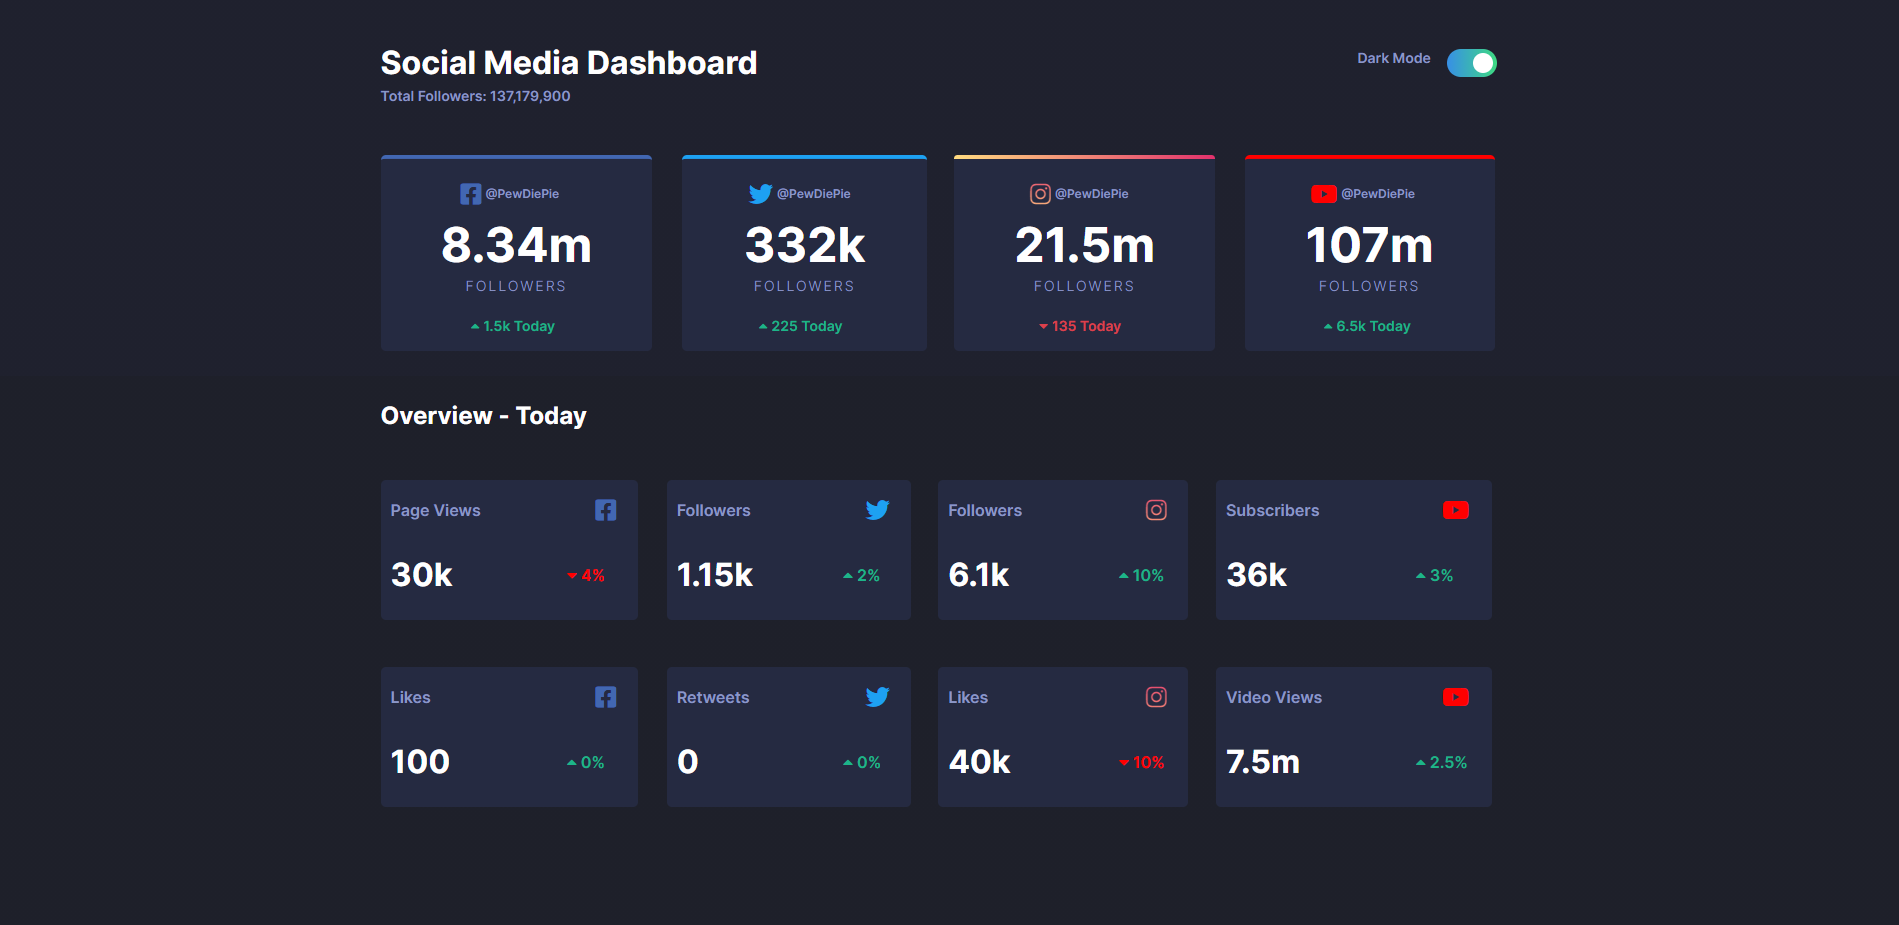 Social Media Dashboard
Dark Mode
Total Followers: 137,179,900
@PewDiePie
8.34m
FOLLOWERS
1.5k Today
@PewDiePie
332k
FOLLOWERS
225 Today
@PewDiePie
21.5m
FOLLOWERS
135 Today
@PewDiePie
107m
FOLLOWERS
6.5k Today
Overview - Today
Page Views
30k 4%
Followers
1.15k 2%
Followers
6.1k 10%
Subscribers
36k 3%
Likes
100 0%
Retweets
0 0%
Likes
40k 10%
Video Views
7.5m 2.5%